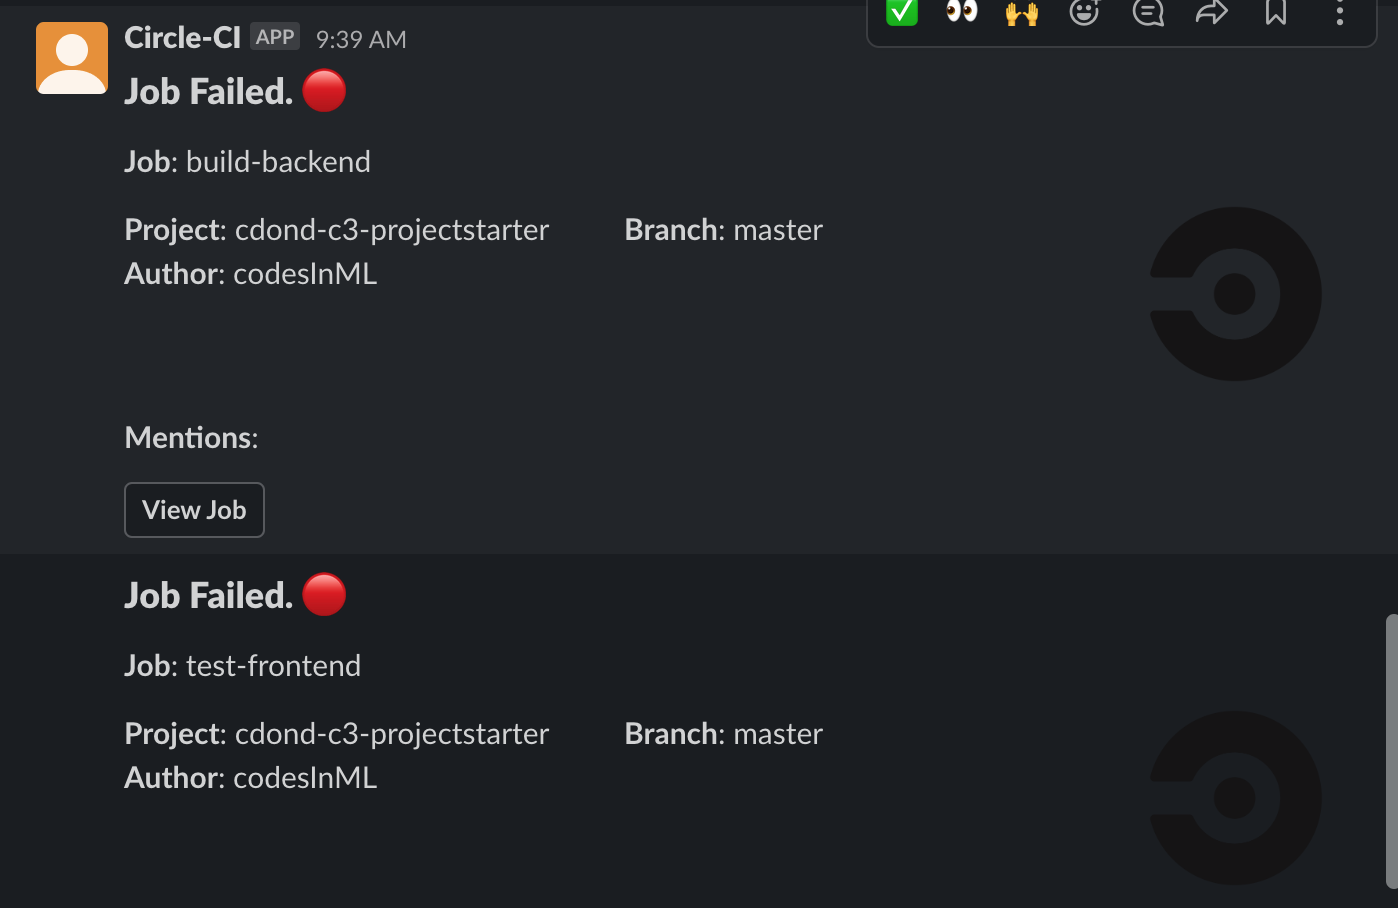 Circle-CI APP 9:39 AM
Job Failed.
Job: build-backend
Project: cdond-c3-projectstarter Branch: master
Author: codesInML
Mentions:
View Job
Job Failed.
Job: test-frontend
Project: cdond-c3-projectstarter Branch: master
Author: codesInML